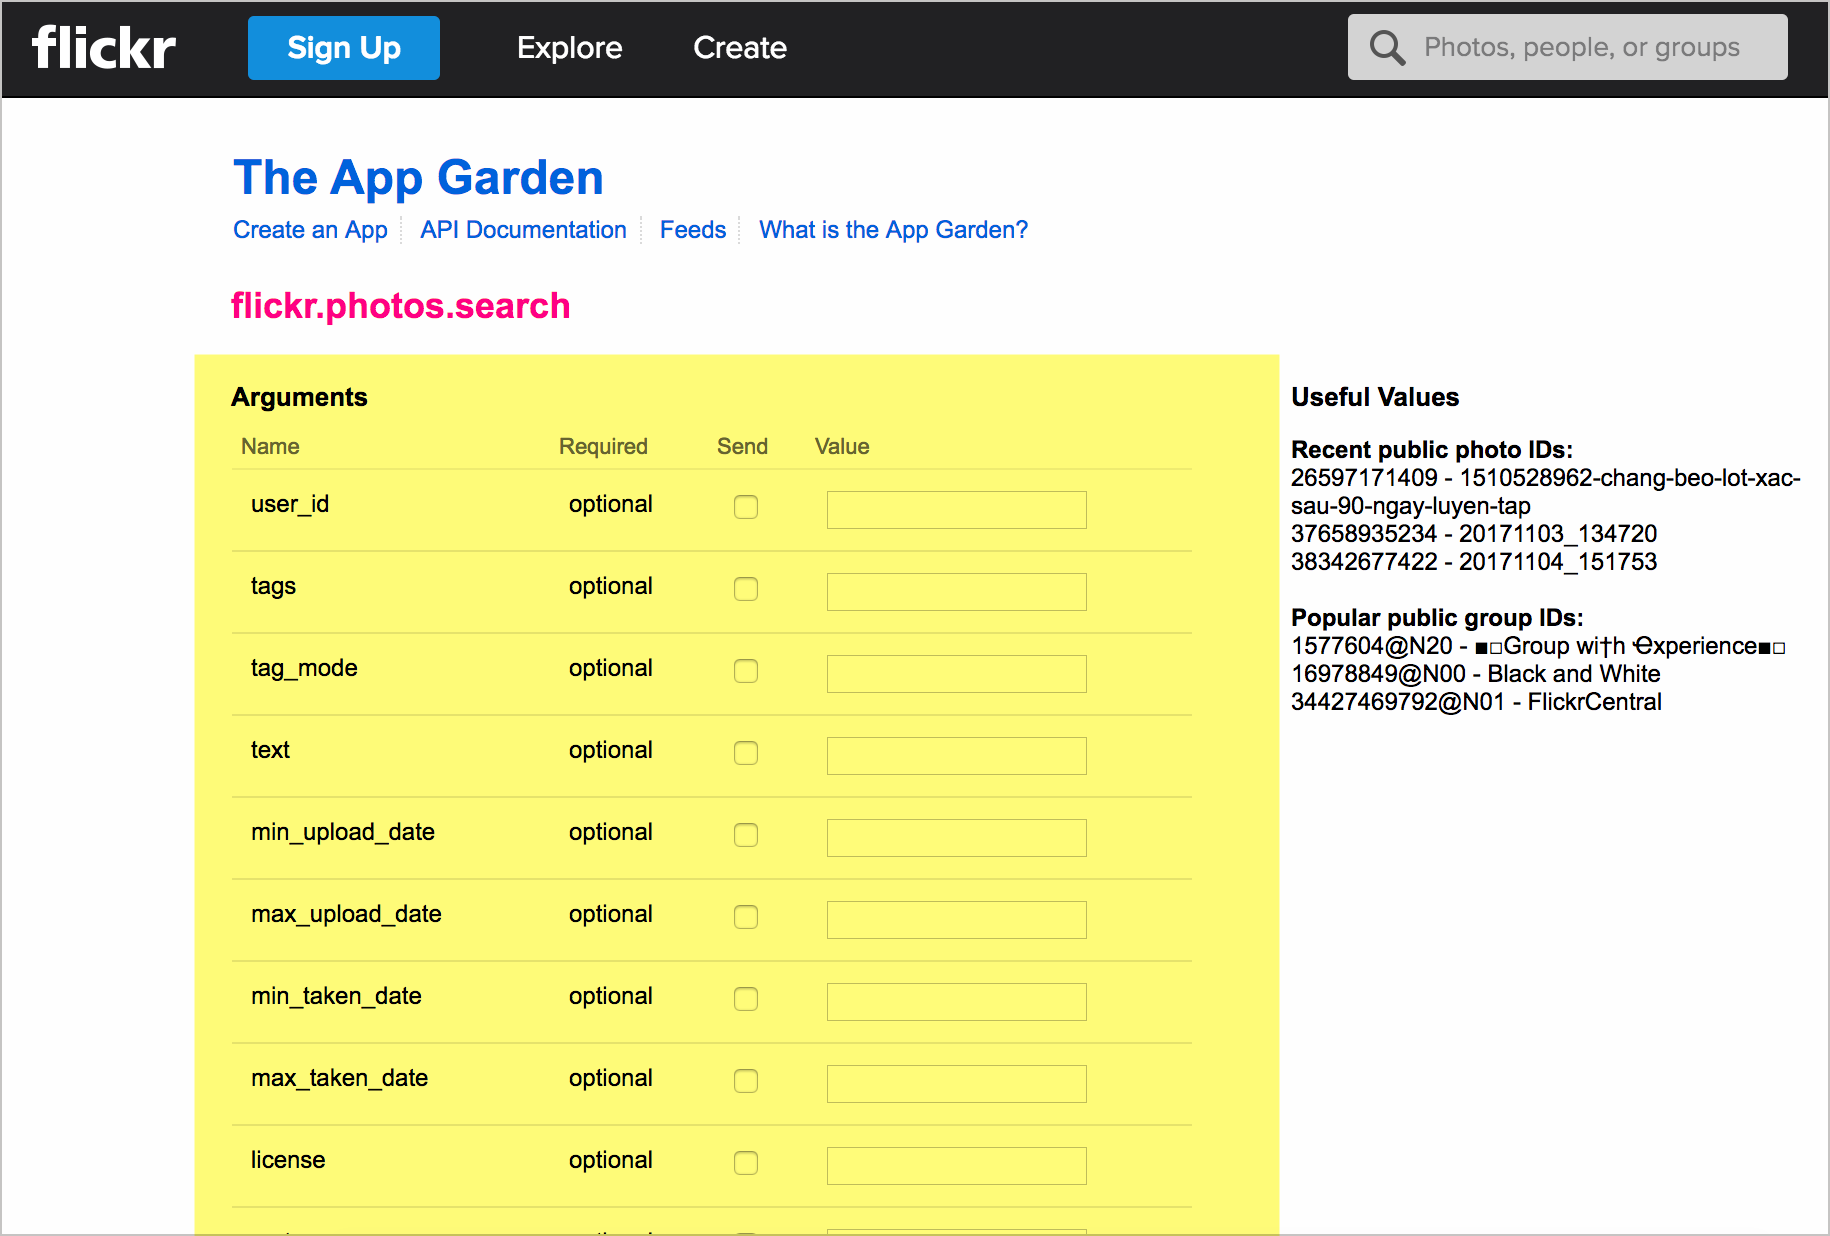 flickr
Sign Up
Explore
Create
Photos, people, or groups
The App Garden
Create an App
API Documentation
Feeds
What is the App Garden?
flickr.photos.search
Arguments
Name Required Send Value
user_id optional
tags optional
tag_mode optional
text optional
min_upload_date optional
max_upload_date optional
min_taken_date optional
max_taken_date optional
license optional
Useful Values
Recent public photo IDs:
26597171409 - 1510528962-chang-beo-lot-xac-
sau-90-ngay-luyen-tap
37658935234 - 20171103_134720
38342677422 - 20171104_151753
Popular public group IDs:
1577604@N20 - ■□Group wi†h Ҽxperience■□
16978849@N00 - Black and White
34427469792@N01 - FlickrCentral